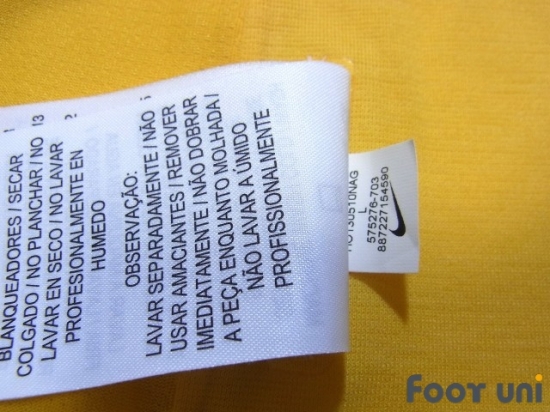 BLANQUEADORES / SECAR
COLGADO / NO PLANCHAR / NO
LAVAR EN SECO / NO LAVAR
PROFESIONALMENTE EN
HUMEDO
OBSERVAÇÃO:
LAVAR SEPARADAMENTE / NÃO
USAR AMACIANTES / REMOVER
IMEDIATAMENTE / NÃO DOBRAR
A PEÇA ENQUANTO MOLHADA /
NÃO LAVAR A ÚMIDO
PROFISSIONALMENTE
L
575276-703
887227154590
FOOT UNI